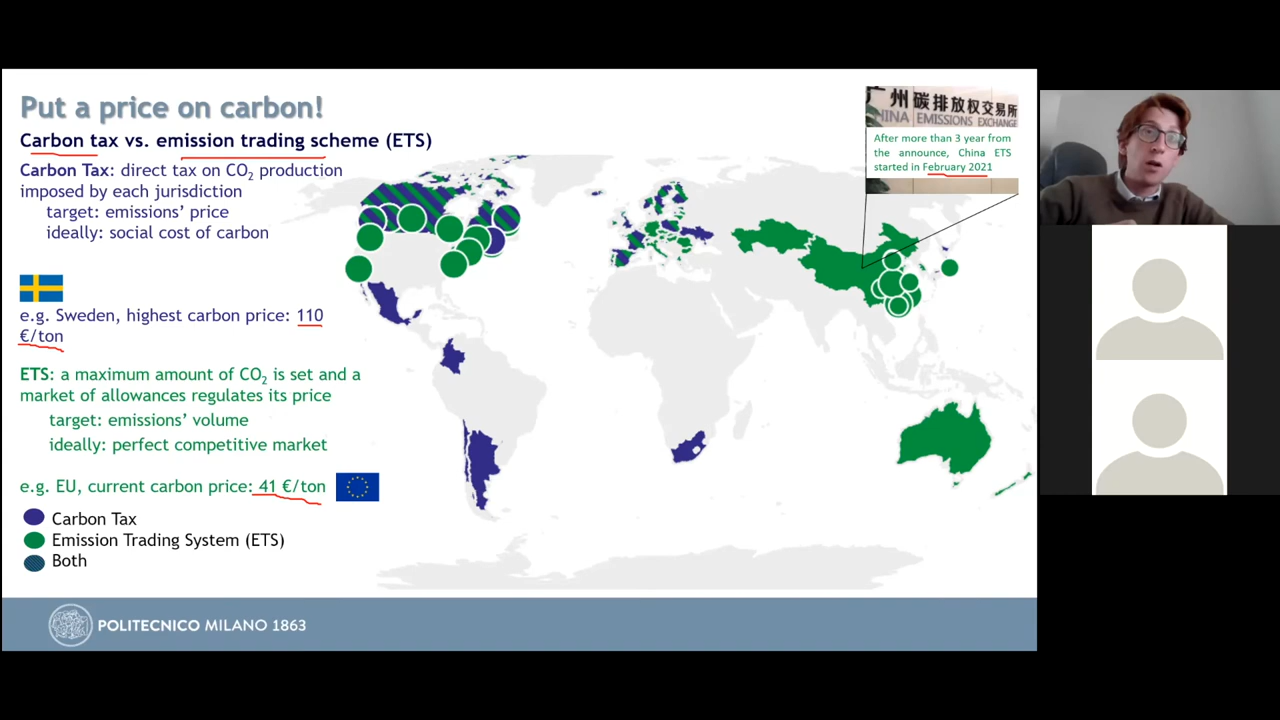 Put a price on carbon!
Carbon tax vs. emission trading scheme (ETS)
Carbon Tax: direct tax on CO₂ production
imposed by each jurisdiction
target: emissions’ price
ideally: social cost of carbon
e.g. Sweden, highest carbon price: 110
€/ton
ETS: a maximum amount of CO₂ is set and a
market of allowances regulates its price
target: emissions’ volume
ideally: perfect competitive market
e.g. EU, current carbon price: 41 €/ton
Carbon Tax
Emission Trading System (ETS)
Both
广州碳排放权交易所
CHINA EMISSIONS EXCHANGE
After more than 3 year from
the announce, China ETS
started in February 2021
POLITECNICO MILANO 1863